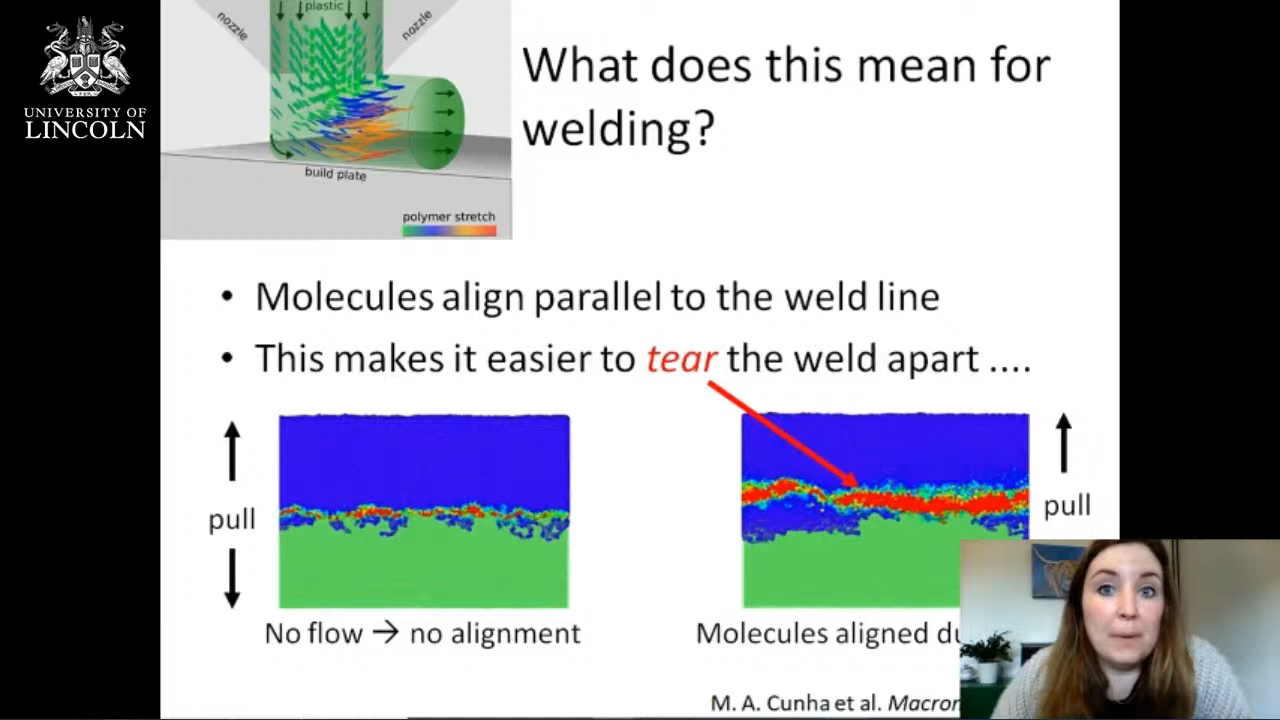 UNIVERSITY OF
LINCOLN
nozzle
plastic
nozzle
build plate
polymer stretch
What does this mean for
welding?
• Molecules align parallel to the weld line
• This makes it easier to tear the weld apart ....
pull
pull
No flow → no alignment
Molecules aligned
M. A. Cunha et al.